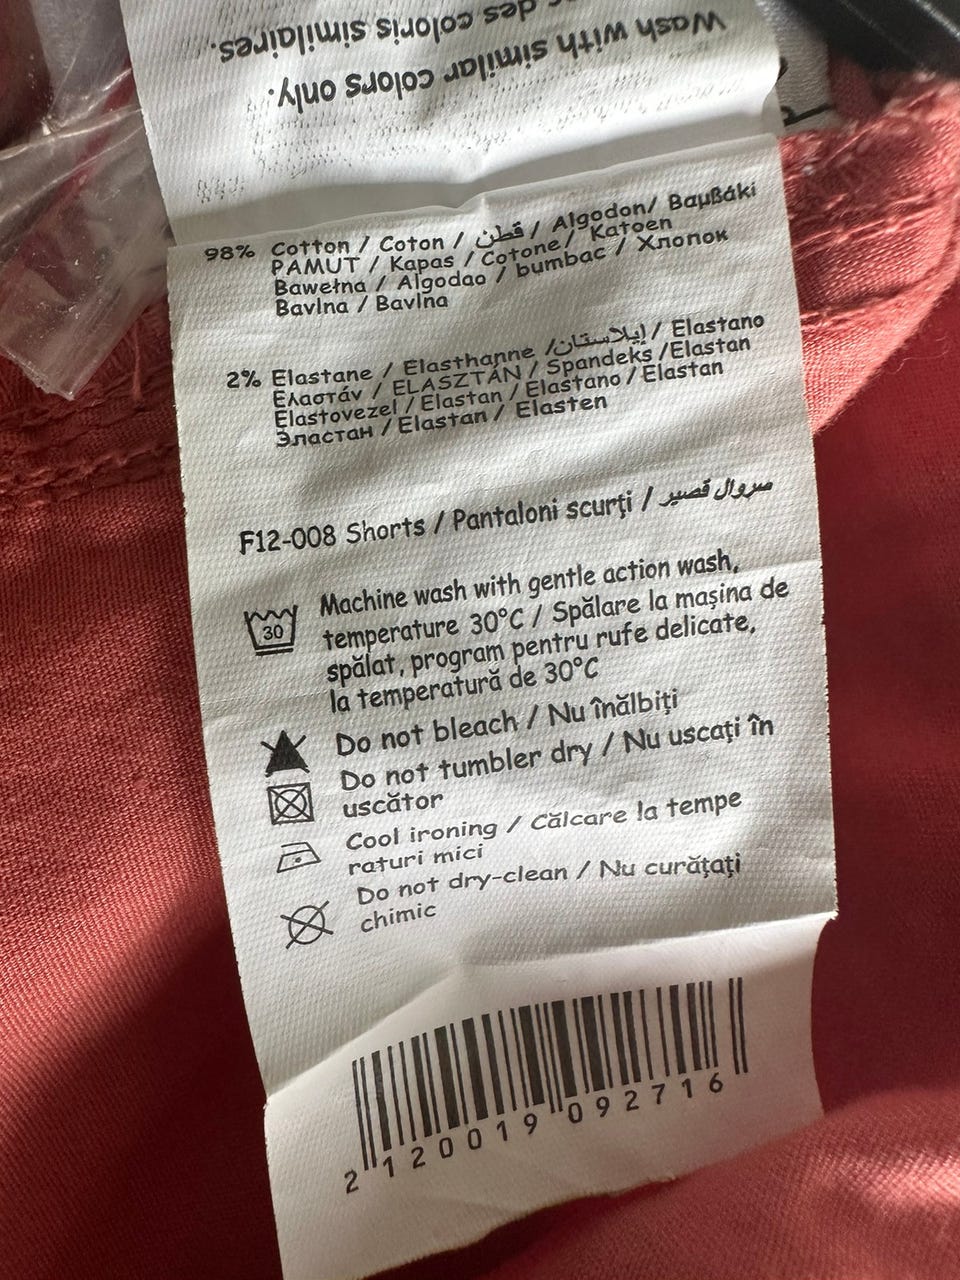 des coloris similaires.
Wash with similar colors only.
98% Cotton / Coton / قطن / Algodon/ Βαμβάκι
PAMUT / Kapas / Cotone/ Katoen
Bawełna / Algodao / bumbac / Хлопок
Bavlna / Bavlna
2% Elastane / Elasthanne /إيلاستان/ Elastano
Ελαστάν / ELASZTÁN / Spandeks /Elastan
Elastovezel / Elastan / Elastano / Elastan
Эластан / Elastan / Elasten
F12-008 Shorts / Pantaloni scurţi / سروال قصير
30
Machine wash with gentle action wash,
temperature 30°C / Spălare la maşina de
spălat, program pentru rufe delicate,
la temperatură de 30°C
Do not bleach / Nu înălbiţi
Do not tumbler dry / Nu uscaţi în
uscător
Cool ironing / Călcare la tempe
raţuri mici
Do not dry-clean / Nu curăţaţi
chimic
2 120019 092716